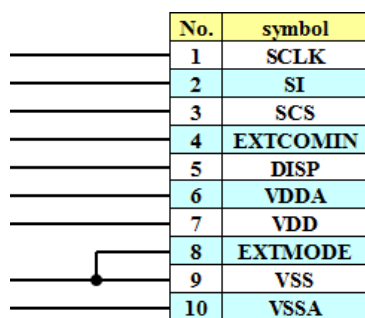 No. symbol
1 SCLK
2 SI
3 SCS
4 EXTCOMIN
5 DISP
6 VDDA
7 VDD
8 EXTMODE
9 VSS
10 VSSA